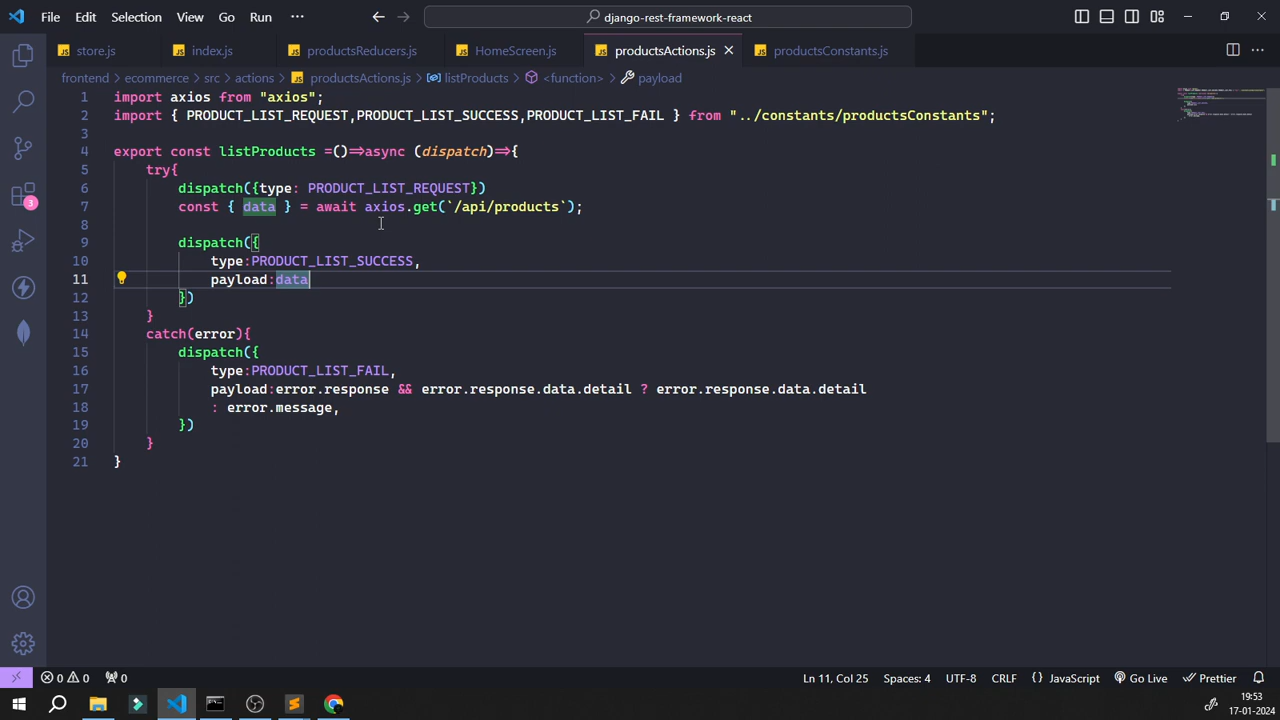 File Edit Selection View Go Run ··· django-rest-framework-react
store.js index.js productsReducers.js HomeScreen.js productsActions.js productsConstants.js
frontend > ecommerce > src > actions > productsActions.js > listProducts > <function> > payload
1 import axios from "axios";
2 import { PRODUCT_LIST_REQUEST,PRODUCT_LIST_SUCCESS,PRODUCT_LIST_FAIL } from "../constants/productsConstants";
3
4 export const listProducts =()=>async (dispatch)=>{
5 try{
6 dispatch({type: PRODUCT_LIST_REQUEST})
7 const { data } = await axios.get(`/api/products`);
8
9 dispatch({
10 type:PRODUCT_LIST_SUCCESS,
11 payload:data
12 })
13 }
14 catch(error){
15 dispatch({
16 type:PRODUCT_LIST_FAIL,
17 payload:error.response && error.response.data.detail ? error.response.data.detail
18 : error.message,
19 })
20 }
21 }
3
0 0 0 Ln 11, Col 25 Spaces: 4 UTF-8 CRLF { } JavaScript Go Live Prettier
19:53
17-01-2024